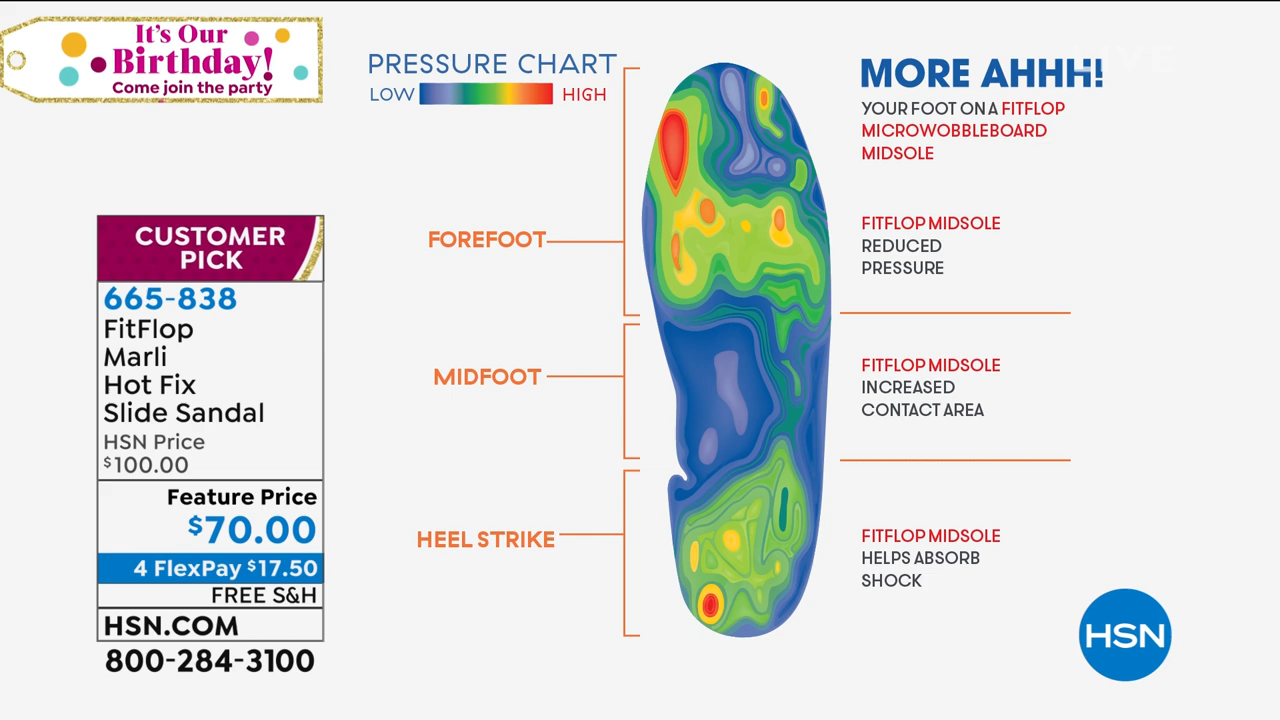 It's Our
Birthday!
Come join the party
CUSTOMER
PICK
665-838
FitFlop
Marli
Hot Fix
Slide Sandal
HSN Price
$100.00
Feature Price
$70.00
4 FlexPay $17.50
FREE S&H
HSN.COM
800-284-3100
PRESSURE CHART
LOW HIGH
FOREFOOT
MIDFOOT
HEEL STRIKE
LIVE
MORE AHHH!
YOUR FOOT ON A FITFLOP
MICROWOBBLEBOARD
MIDSOLE
FITFLOP MIDSOLE
REDUCED
PRESSURE
FITFLOP MIDSOLE
INCREASED
CONTACT AREA
FITFLOP MIDSOLE
HELPS ABSORB
SHOCK
HSN